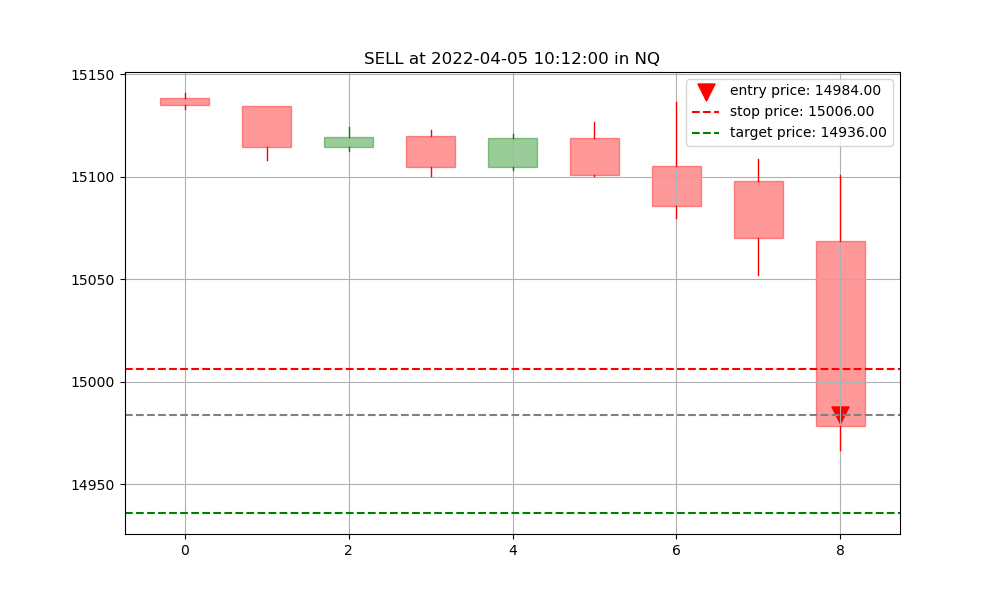 SELL at 2022-04-05 10:12:00 in NQ
entry price: 14984.00
stop price: 15006.00
target price: 14936.00
15150
15100
15050
15000
14950
0 2 4 6 8